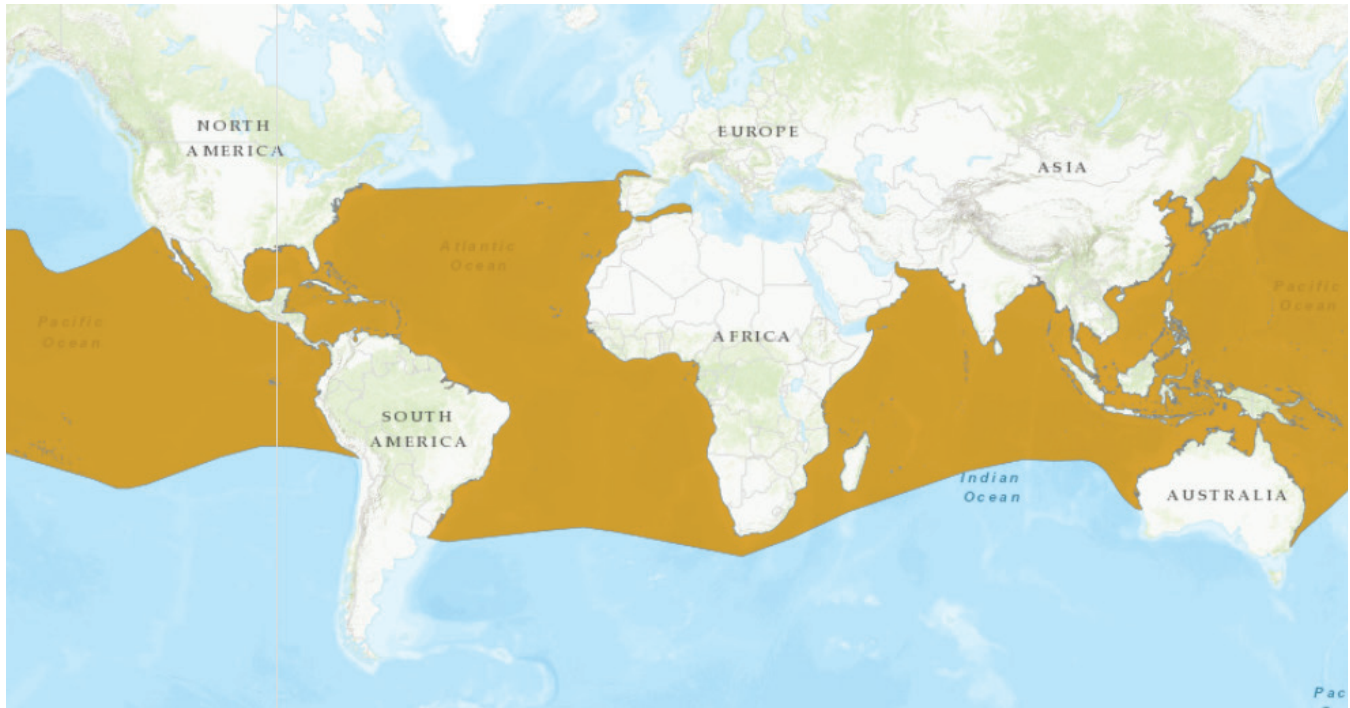 NORTH
AMERICA
EUROPE
ASIA
Atlantic
Ocean
Pacific
Ocean
Pacific
Ocean
AFRICA
SOUTH
AMERICA
Indian
Ocean
AUSTRALIA
Pac